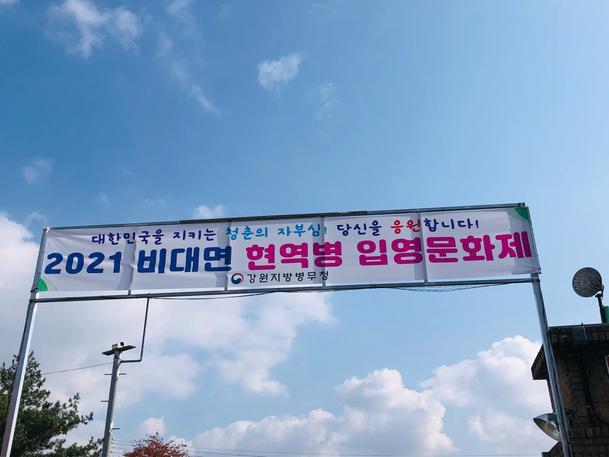 대한민국을 지키는 청춘의 자부심! 당신을 응원합니다!
2021 비대면 현역병 입영문화제
강원지방병무청